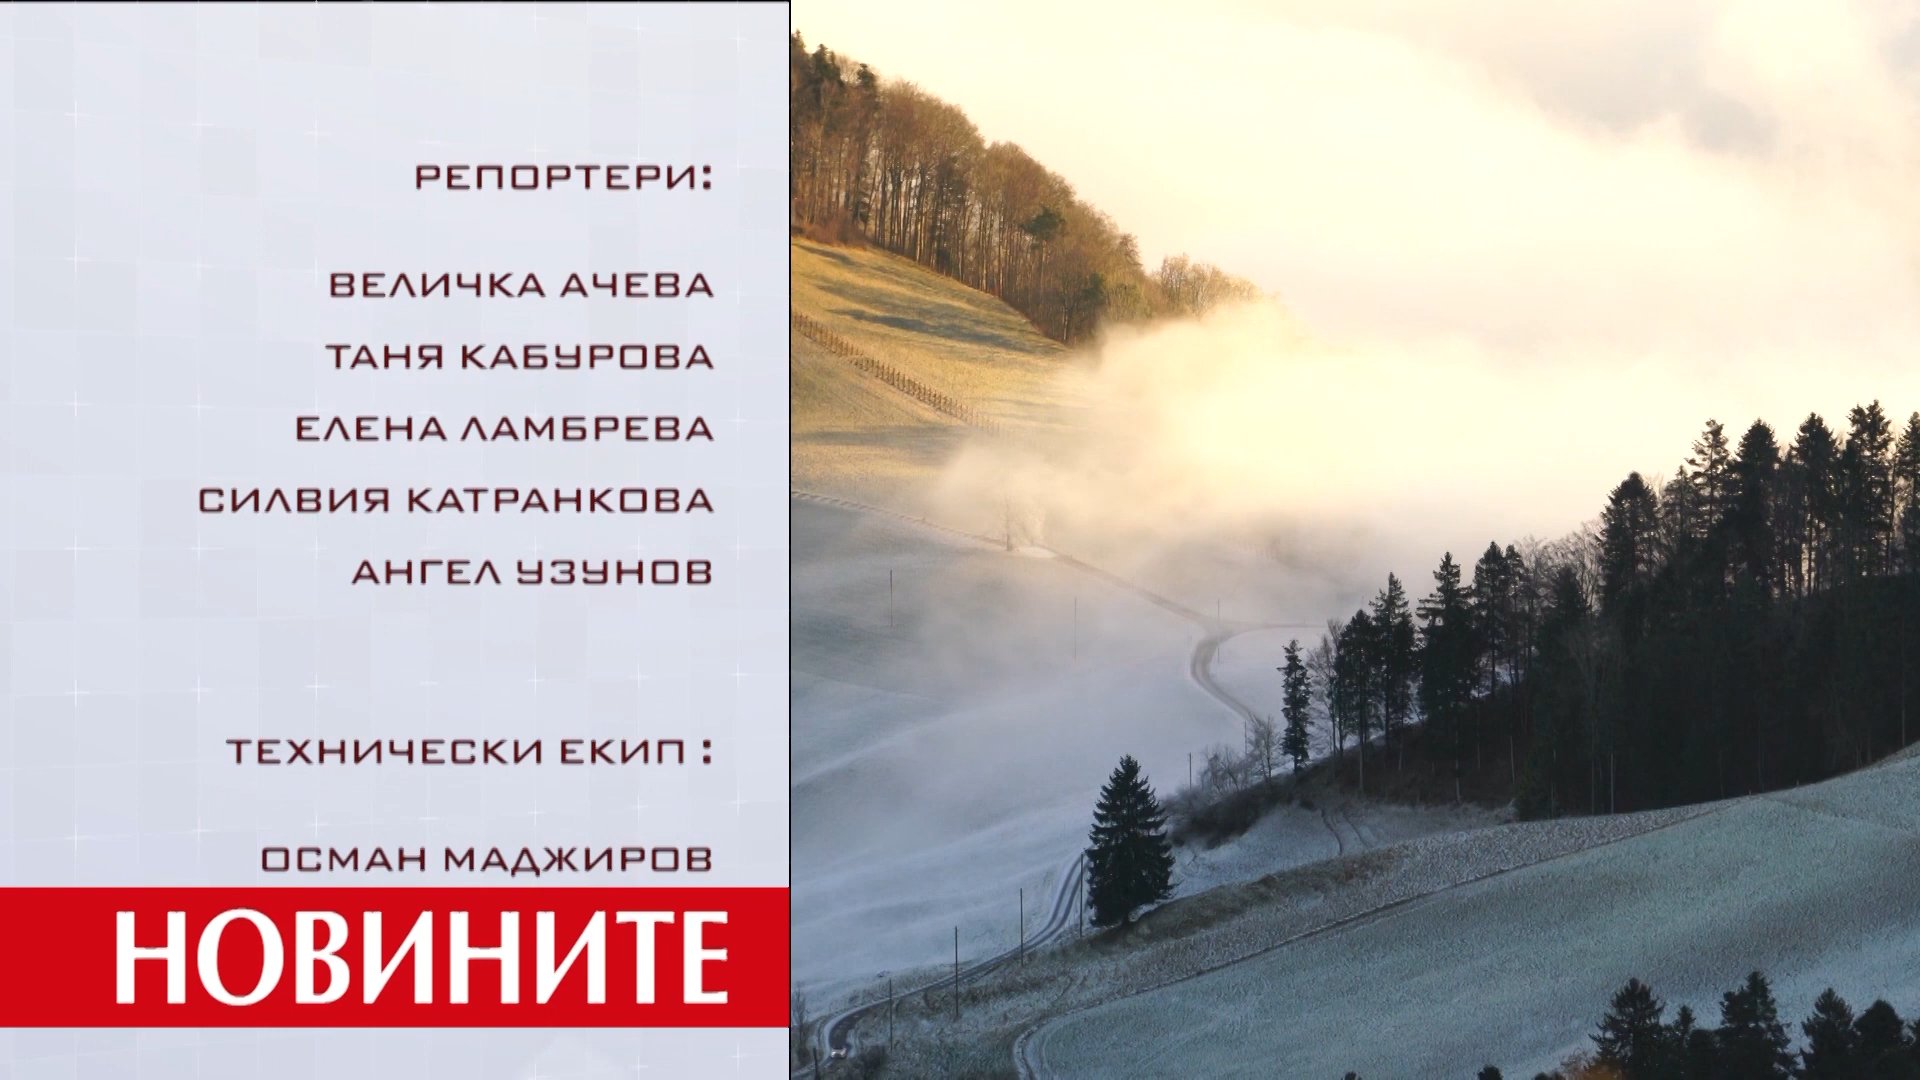 РЕПОРТЕРИ:
ВЕЛИЧКА АЧЕВА
ТАНЯ КАБУРОВА
ЕЛЕНА ЛАМБРЕВА
СИЛВИЯ КАТРАНКОВА
АНГЕЛ УЗУНОВ
ТЕХНИЧЕСКИ ЕКИП :
ОСМАН МАДЖИРОВ
НОВИНИТЕ